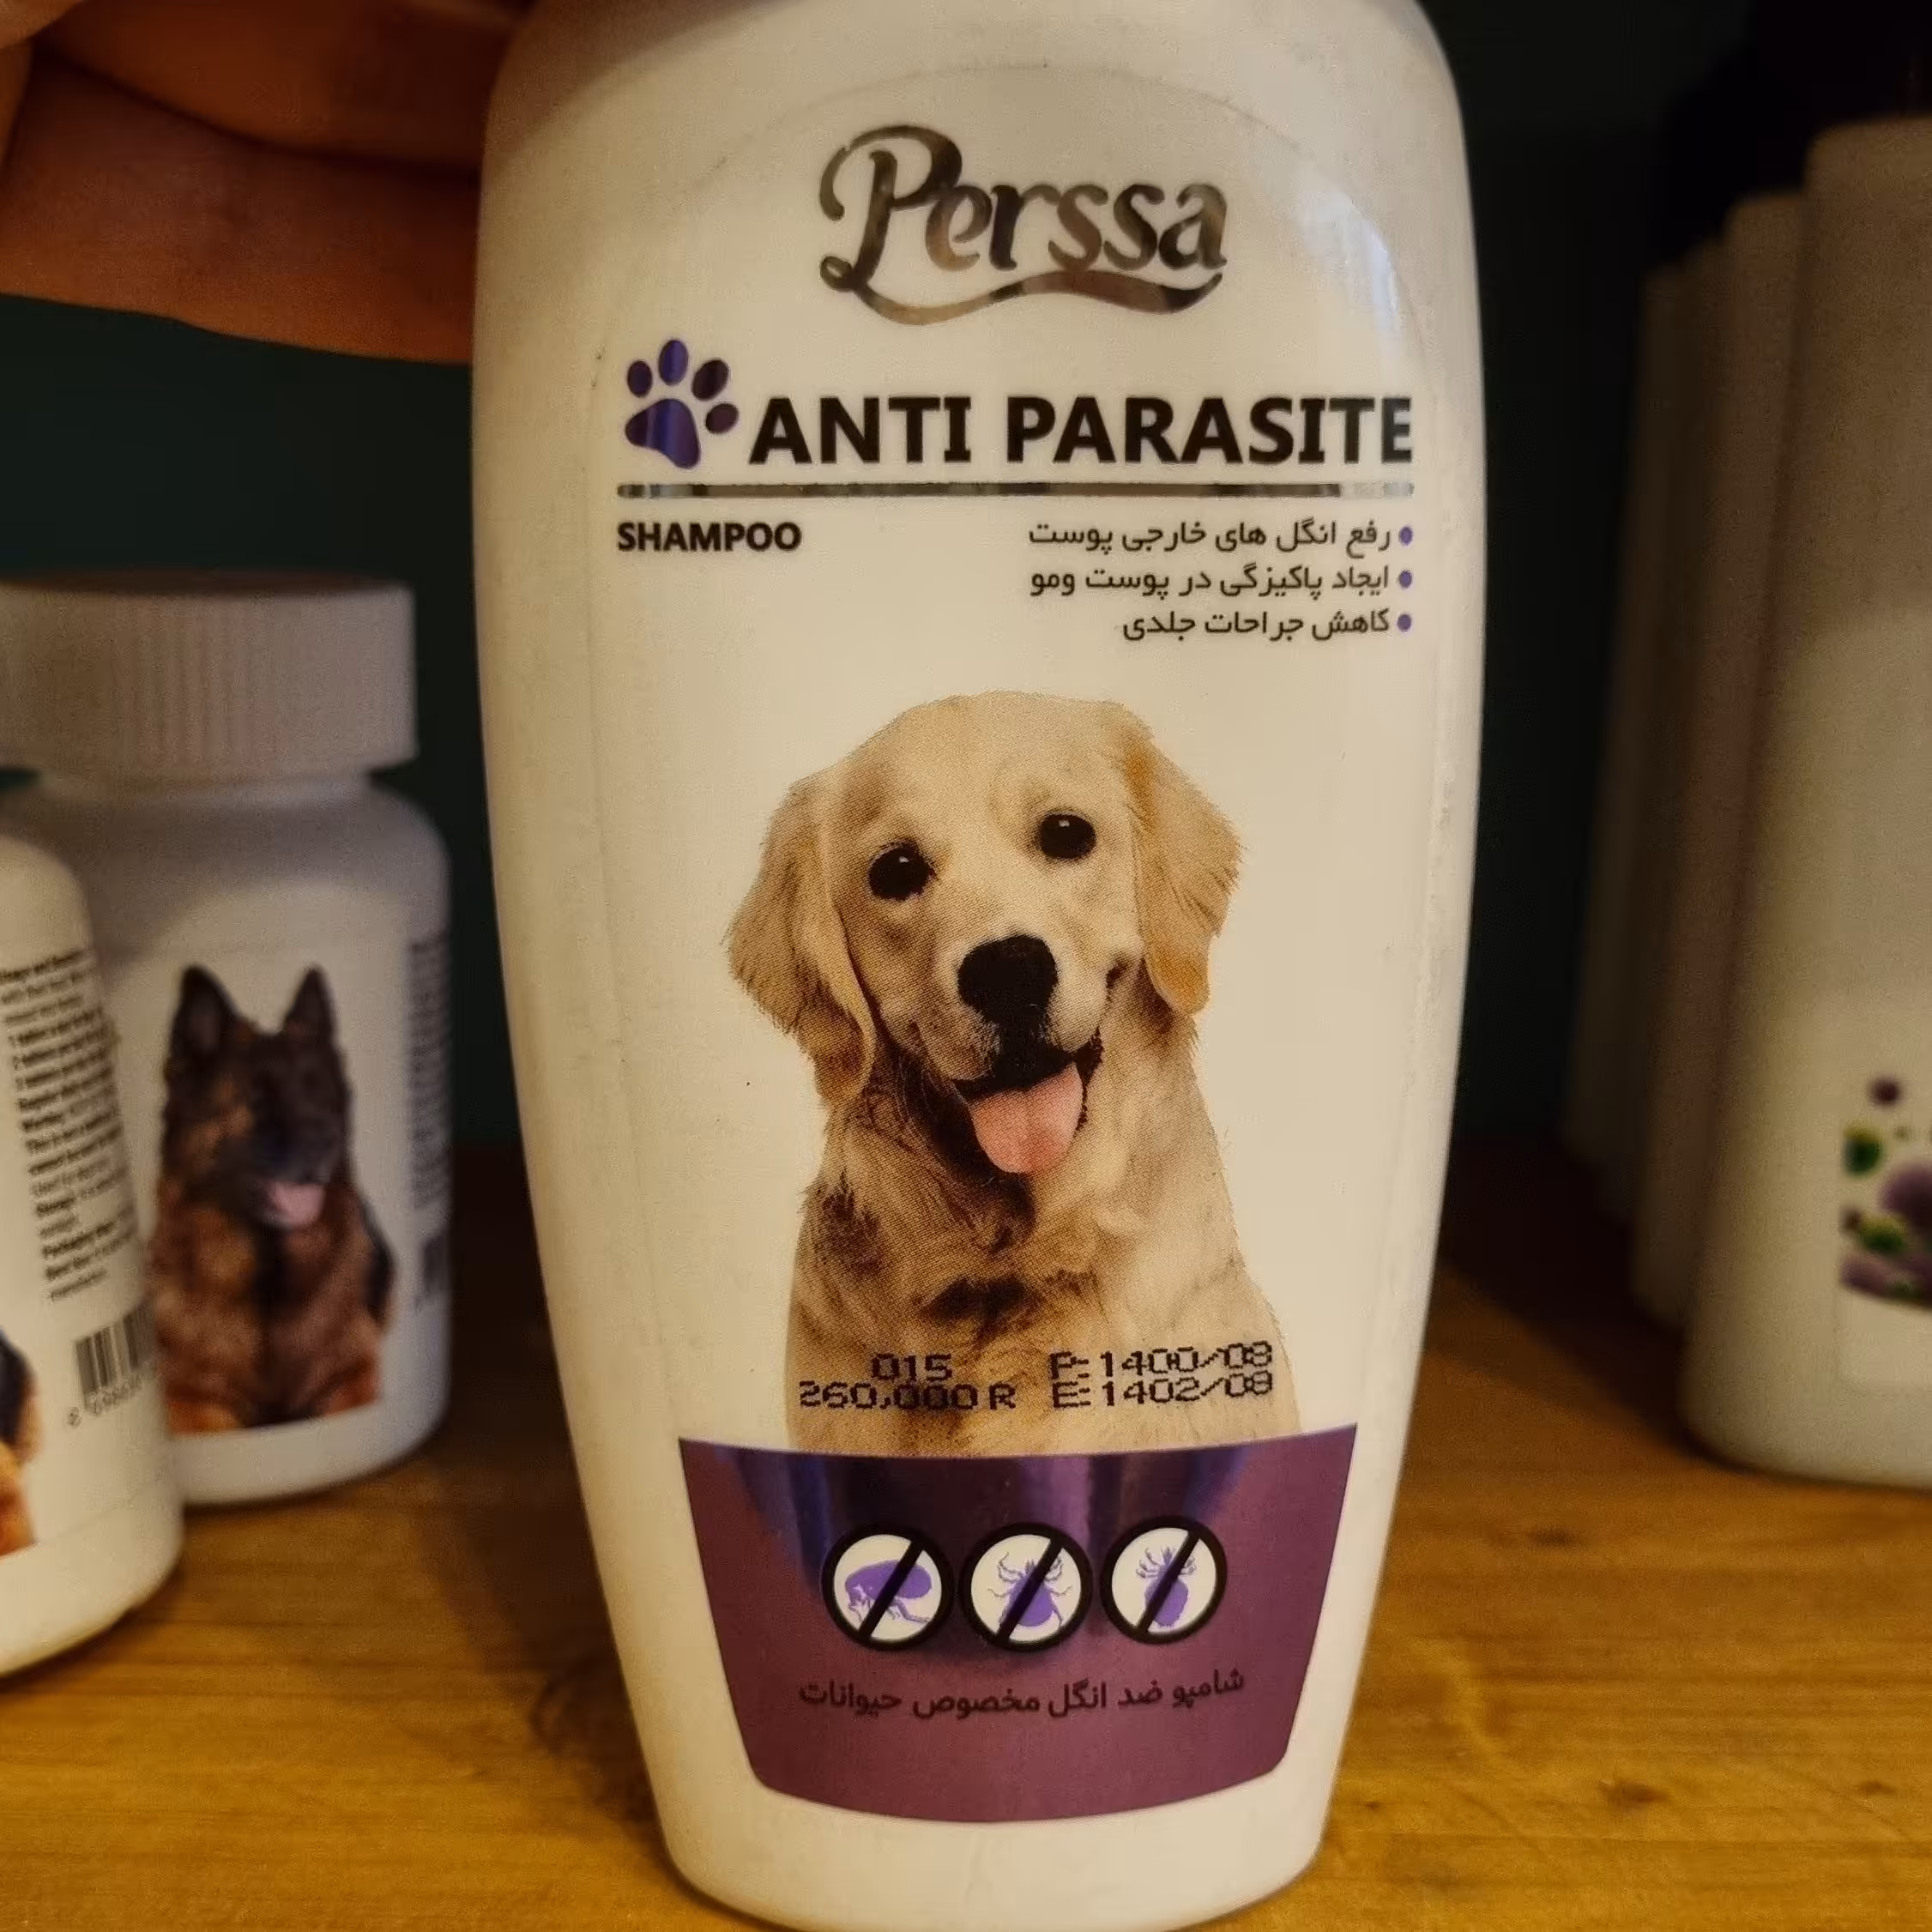 Perssa
ANTI PARASITE
SHAMPOO
رفع انگل های خارجی پوست
ایجاد پاکیزگی در پوست ومو
کاهش جراحات جلدی
015 P: 1400/08
260,000 R E: 1402/08
شامپو ضد انگل مخصوص حیوانات